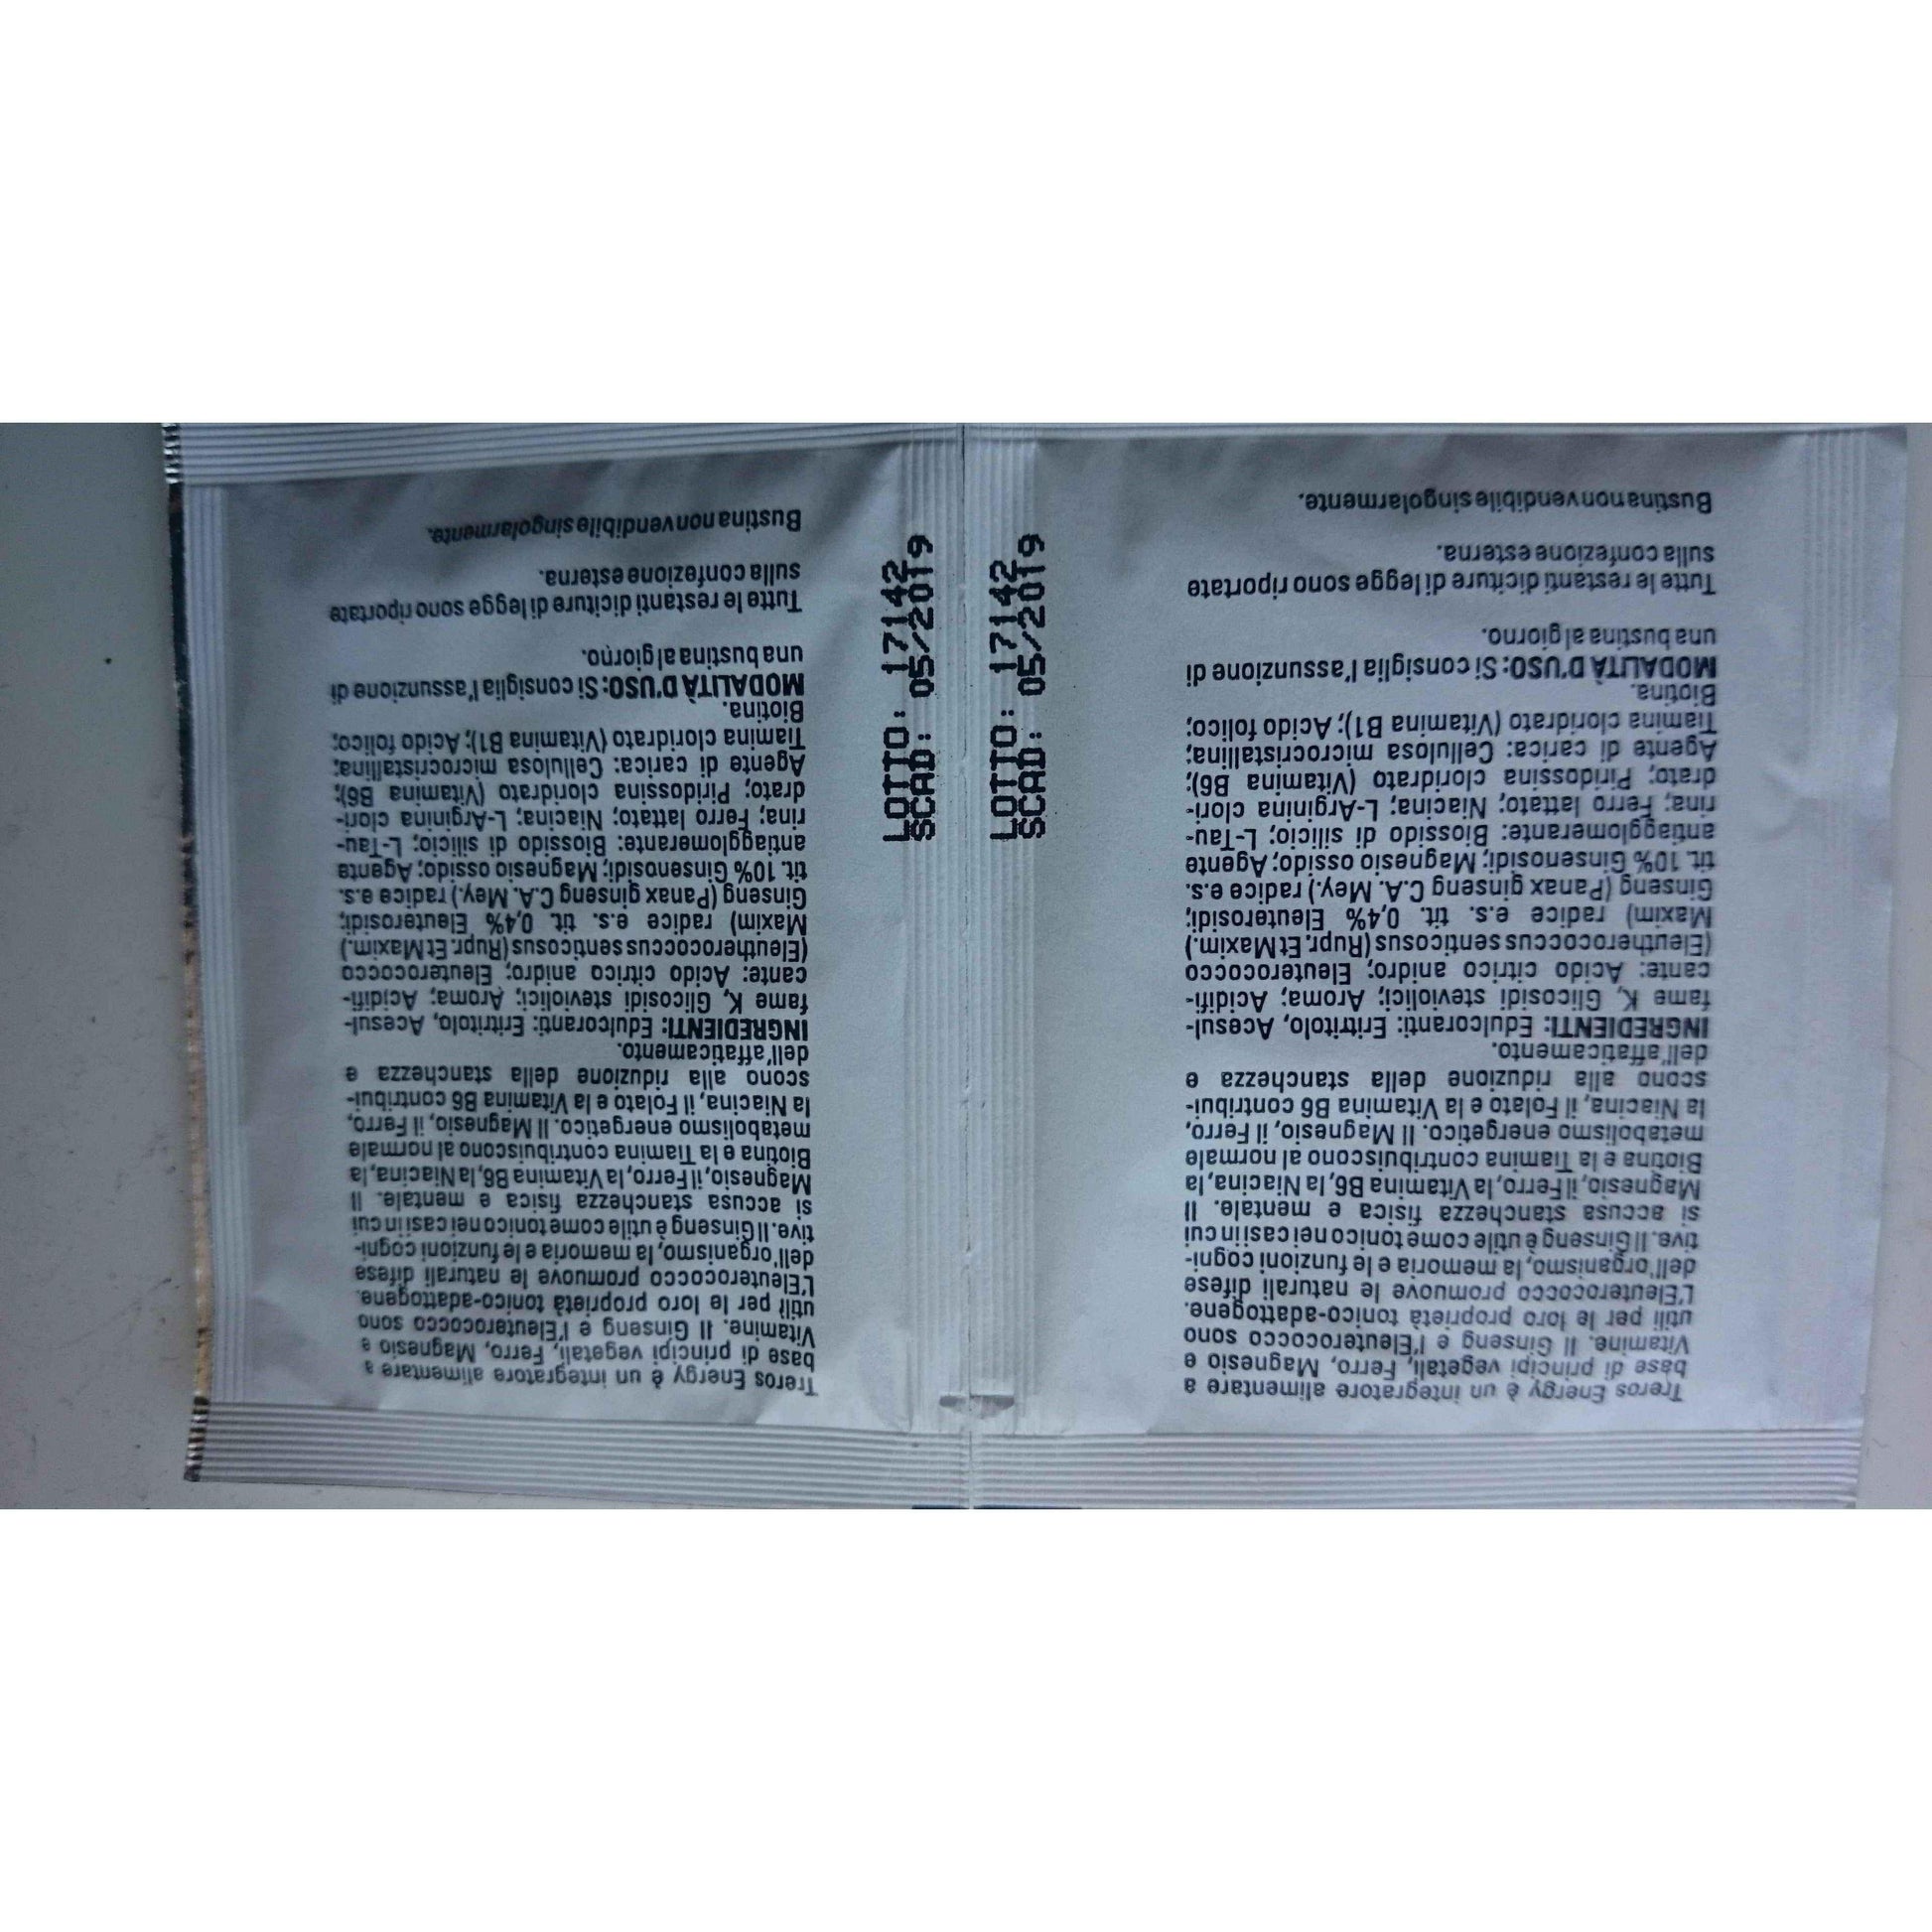 Treros Energy è un integratore alimentare a
base di principi vegetali, Ferro, Magnesio e
Vitamine. Il Ginseng e l'Eleuterococco sono
utili per le loro proprietà tonico-adattogene.
L'Eleuterococco promuove le naturali difese
dell'organismo, la memoria e le funzioni cogni-
tive. Il Ginseng è utile come tonico nei casi in cui
si accusa stanchezza fisica e mentale. Il
Magnesio, il Ferro, la Vitamina B6, la Niacina, la
Biotina e la Tiamina contribuiscono al normale
metabolismo energetico. Il Magnesio, il Ferro,
la Niacina, il Folato e la Vitamina B6 contribui-
scono alla riduzione della stanchezza e
dell'affaticamento.
INGREDIENTI: Edulcoranti: Eritritolo, Acesul-
fame K, Glicosidi steviolici; Aroma; Acidifi-
cante: Acido citrico anidro; Eleuterococco
(Eleutherococcus senticosus (Rupr. Et Maxim.)
Maxim) radice e.s. tit. 0,4% Eleuterosidi;
Ginseng (Panax ginseng C.A. Mey.) radice e.s.
tit. 10% Ginsenosidi; Magnesio ossido; Agente
antiagglomerante: Biossido di silicio; L-Tau-
rina; Ferro lattato; Niacina; L-Arginina clori-
drato; Piridossina cloridrato (Vitamina B6);
Agente di carica: Cellulosa microcristallina;
Tiamina cloridrato (Vitamina B1); Acido folico;
Biotina.
MODALITÀ D'USO: Si consiglia l'assunzione di
una bustina al giorno.
Tutte le restanti diciture di legge sono riportate
sulla confezione esterna.
Bustina non vendibile singolarmente.
LOTTO: 17142
SCAD: 05/2019
LOTTO: 17142
SCAD: 05/2019
Treros Energy è un integratore alimentare a
base di principi vegetali, Ferro, Magnesio e
Vitamine. Il Ginseng e l'Eleuterococco sono
utili per le loro proprietà tonico-adattogene.
L'Eleuterococco promuove le naturali difese
dell'organismo, la memoria e le funzioni cogni-
tive. Il Ginseng è utile come tonico nei casi in cui
si accusa stanchezza fisica e mentale. Il
Magnesio, il Ferro, la Vitamina B6, la Niacina, la
Biotina e la Tiamina contribuiscono al normale
metabolismo energetico. Il Magnesio, il Ferro,
la Niacina, il Folato e la Vitamina B6 contribui-
scono alla riduzione della stanchezza e
dell'affaticamento.
INGREDIENTI: Edulcoranti: Eritritolo, Acesul-
fame K, Glicosidi steviolici; Aroma; Acidifi-
cante: Acido citrico anidro; Eleuterococco
(Eleutherococcus senticosus (Rupr. Et Maxim.)
Maxim) radice e.s. tit. 0,4% Eleuterosidi;
Ginseng (Panax ginseng C.A. Mey.) radice e.s.
tit. 10% Ginsenosidi; Magnesio ossido; Agente
antiagglomerante: Biossido di silicio; L-Tau-
rina; Ferro lattato; Niacina; L-Arginina clori-
drato; Piridossina cloridrato (Vitamina B6);
Agente di carica: Cellulosa microcristallina;
Tiamina cloridrato (Vitamina B1); Acido folico;
Biotina.
MODALITÀ D'USO: Si consiglia l'assunzione di
una bustina al giorno.
Tutte le restanti diciture di legge sono riportate
sulla confezione esterna.
Bustina non vendibile singolarmente.